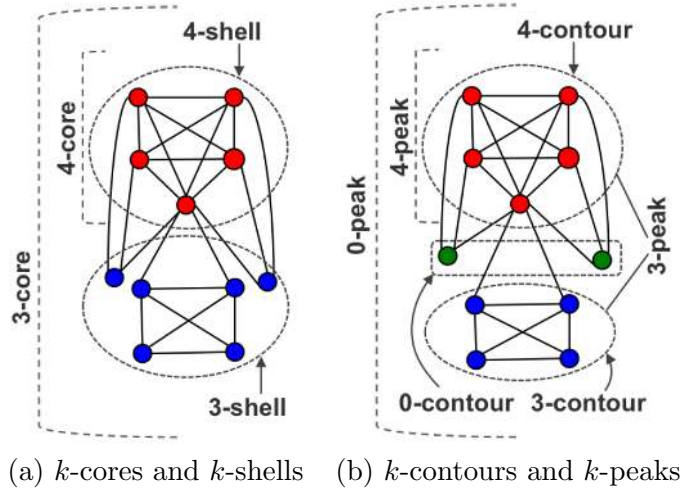 4-shell
4-core
3-core
3-shell
4-contour
4-peak
0-peak
3-peak
0-contour
3-contour
(a) k-cores and k-shells
(b) k-contours and k-peaks